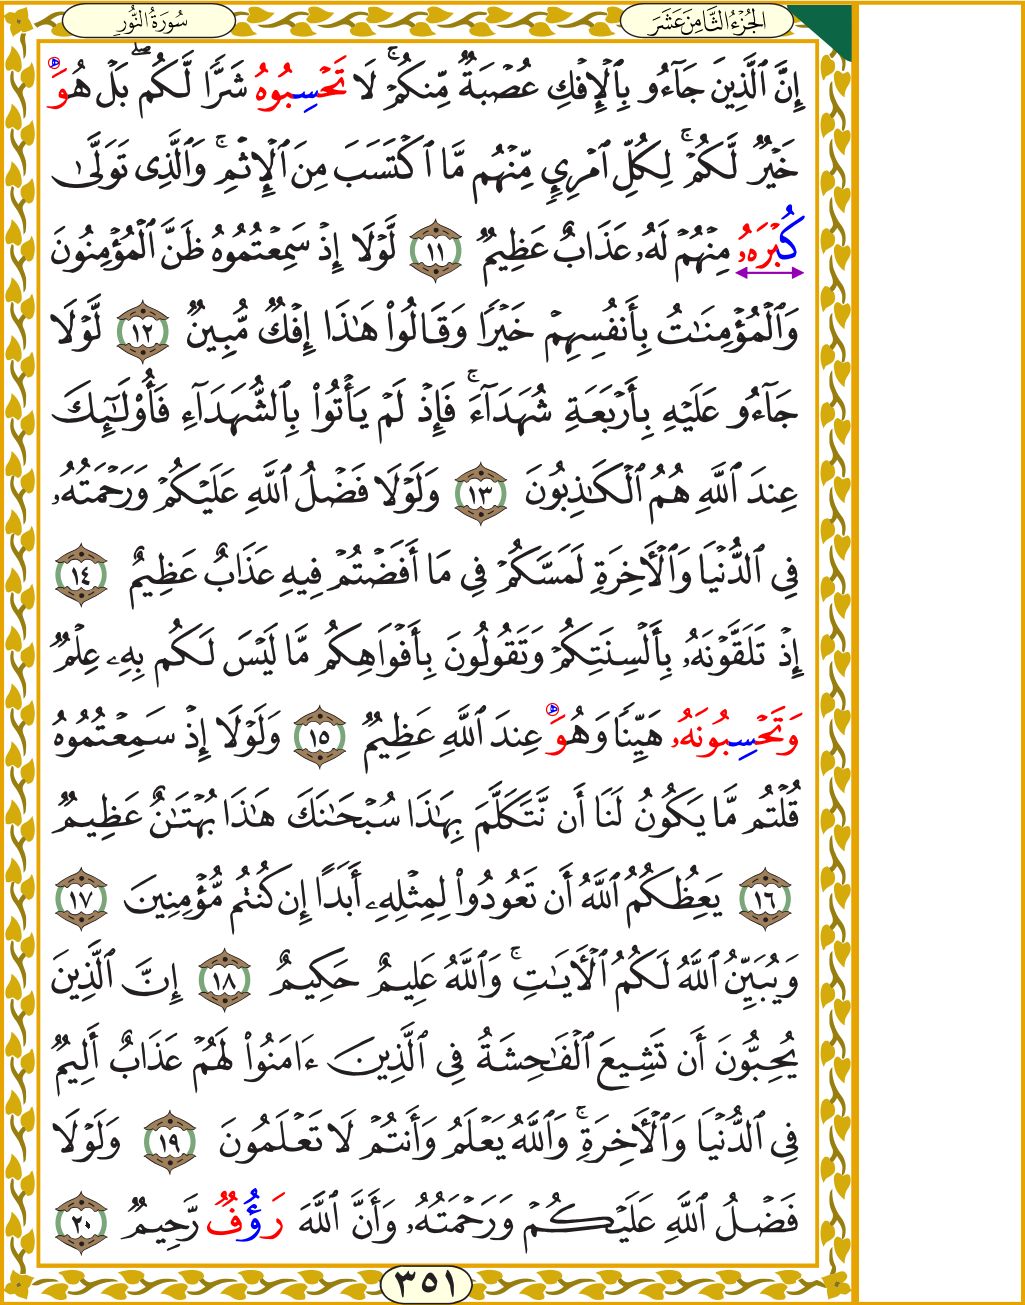 الجُزْءُ الثَّامِنَ عَشَرَ
سُورَةُ النُّورِ
إِنَّ ٱلَّذِينَ جَآءُو بِٱلْإِفْكِ عُصْبَةٌ مِّنكُمْ ۚ لَا تَحْسِبُوهُ شَرًّا لَّكُم ۖ بَلْ هُوَ
خَيْرٌ لَّكُمْ ۚ لِكُلِّ ٱمْرِئٍ مِّنْهُم مَّا ٱكْتَسَبَ مِنَ ٱلْإِثْمِ ۚ وَٱلَّذِى تَوَلَّىٰ
كُبْرَهُۥ مِنْهُمْ لَهُۥ عَذَابٌ عَظِيمٌ ١١ لَّوْلَآ إِذْ سَمِعْتُمُوهُ ظَنَّ ٱلْمُؤْمِنُونَ
وَٱلْمُؤْمِنَٰتُ بِأَنفُسِهِمْ خَيْرًا وَقَالُوا۟ هَٰذَآ إِفْكٌ مُّبِينٌ ١٢ لَّوْلَا
جَآءُو عَلَيْهِ بِأَرْبَعَةِ شُهَدَآءَ ۚ فَإِذْ لَمْ يَأْتُوا۟ بِٱلشُّهَدَآءِ فَأُو۟لَٰٓئِكَ
عِندَ ٱللَّهِ هُمُ ٱلْكَٰذِبُونَ ١٣ وَلَوْلَا فَضْلُ ٱللَّهِ عَلَيْكُمْ وَرَحْمَتُهُۥ
فِى ٱلدُّنْيَا وَٱلْأَخِرَةِ لَمَسَّكُمْ فِى مَآ أَفَضْتُمْ فِيهِ عَذَابٌ عَظِيمٌ ١٤
إِذْ تَلَقَّوْنَهُۥ بِأَلْسِنَتِكُمْ وَتَقُولُونَ بِأَفْوَاهِكُم مَّا لَيْسَ لَكُم بِهِۦ عِلْمٌ
وَتَحْسِبُونَهُۥ هَيِّنًا وَهُوَ عِندَ ٱللَّهِ عَظِيمٌ ١٥ وَلَوْلَآ إِذْ سَمِعْتُمُوهُ
قُلْتُم مَّا يَكُونُ لَنَآ أَن نَّتَكَلَّمَ بِهَٰذَا سُبْحَٰنَكَ هَٰذَا بُهْتَٰنٌ عَظِيمٌ
١٦ يَعِظُكُمُ ٱللَّهُ أَن تَعُودُوا۟ لِمِثْلِهِۦٓ أَبَدًا إِن كُنتُم مُّؤْمِنِينَ ١٧
وَيُبَيِّنُ ٱللَّهُ لَكُمُ ٱلْأَيَٰتِ ۚ وَٱللَّهُ عَلِيمٌ حَكِيمٌ ١٨ إِنَّ ٱلَّذِينَ
يُحِبُّونَ أَن تَشِيعَ ٱلْفَٰحِشَةُ فِى ٱلَّذِينَ ءَامَنُوا۟ لَهُمْ عَذَابٌ أَلِيمٌ
فِى ٱلدُّنْيَا وَٱلْأَخِرَةِ ۚ وَٱللَّهُ يَعْلَمُ وَأَنتُمْ لَا تَعْلَمُونَ ١٩ وَلَوْلَا
فَضْلُ ٱللَّهِ عَلَيْكُمْ وَرَحْمَتُهُۥ وَأَنَّ ٱللَّهَ رَؤُفٌ رَّحِيمٌ ٢٠
٣٥١